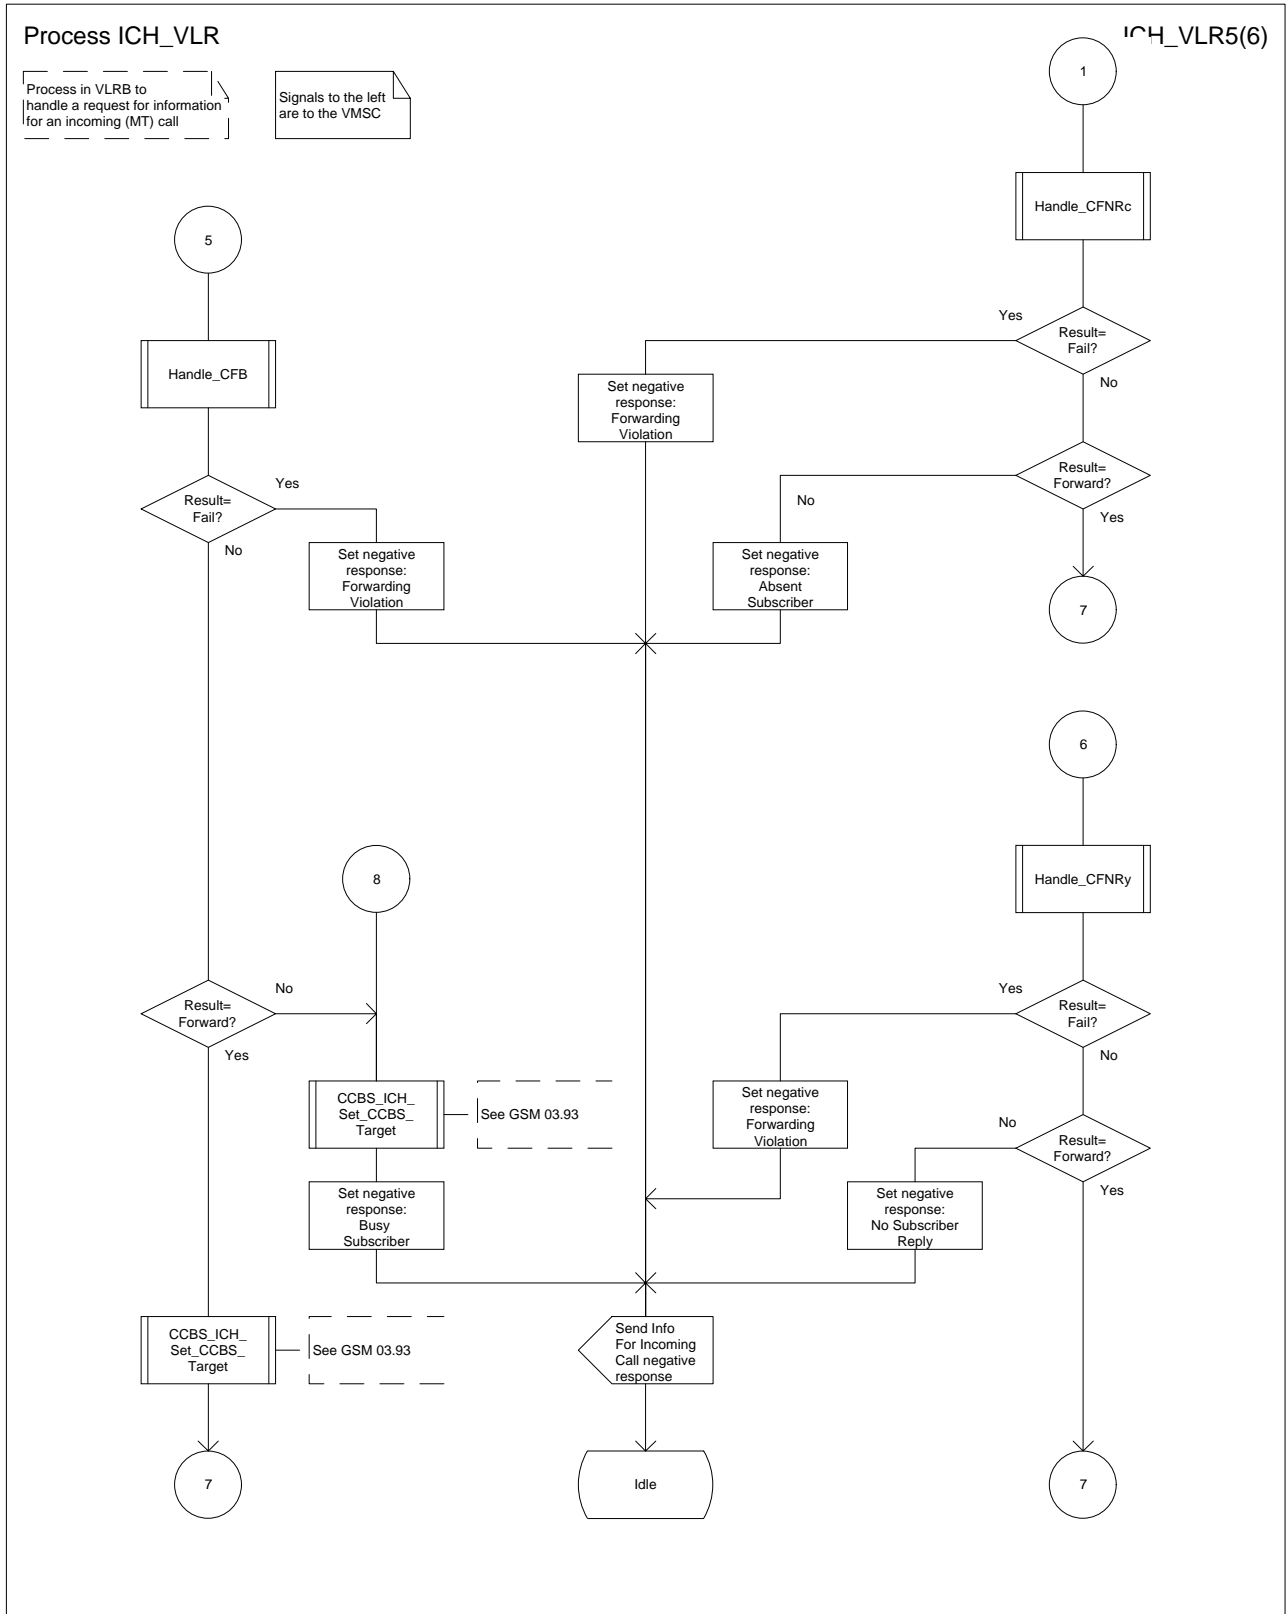 Process ICH_VLR
ICH_VLR5(6)
Process in VLRB to
handle a request for information
for an incoming (MT) call
Signals to the left
are to the VMSC
1
Handle_CFNRc
5
Yes
Result=
Fail?
No
Handle_CFB
Set negative
response:
Forwarding
Violation
Result=
Fail?
Yes
No
No
Result=
Forward?
Yes
Set negative
response:
Forwarding
Violation
Set negative
response:
Absent
Subscriber
7
6
8
Handle_CFNRy
Result=
Forward?
No
Yes
Yes
Result=
Fail?
No
CCBS_ICH_
Set_CCBS_
Target
See GSM 03.93
Set negative
response:
Forwarding
Violation
No
Result=
Forward?
Yes
Set negative
response:
Busy
Subscriber
Set negative
response:
No Subscriber
Reply
CCBS_ICH_
Set_CCBS_
Target
See GSM 03.93
Send Info
For Incoming
Call negative
response
7
Idle
7